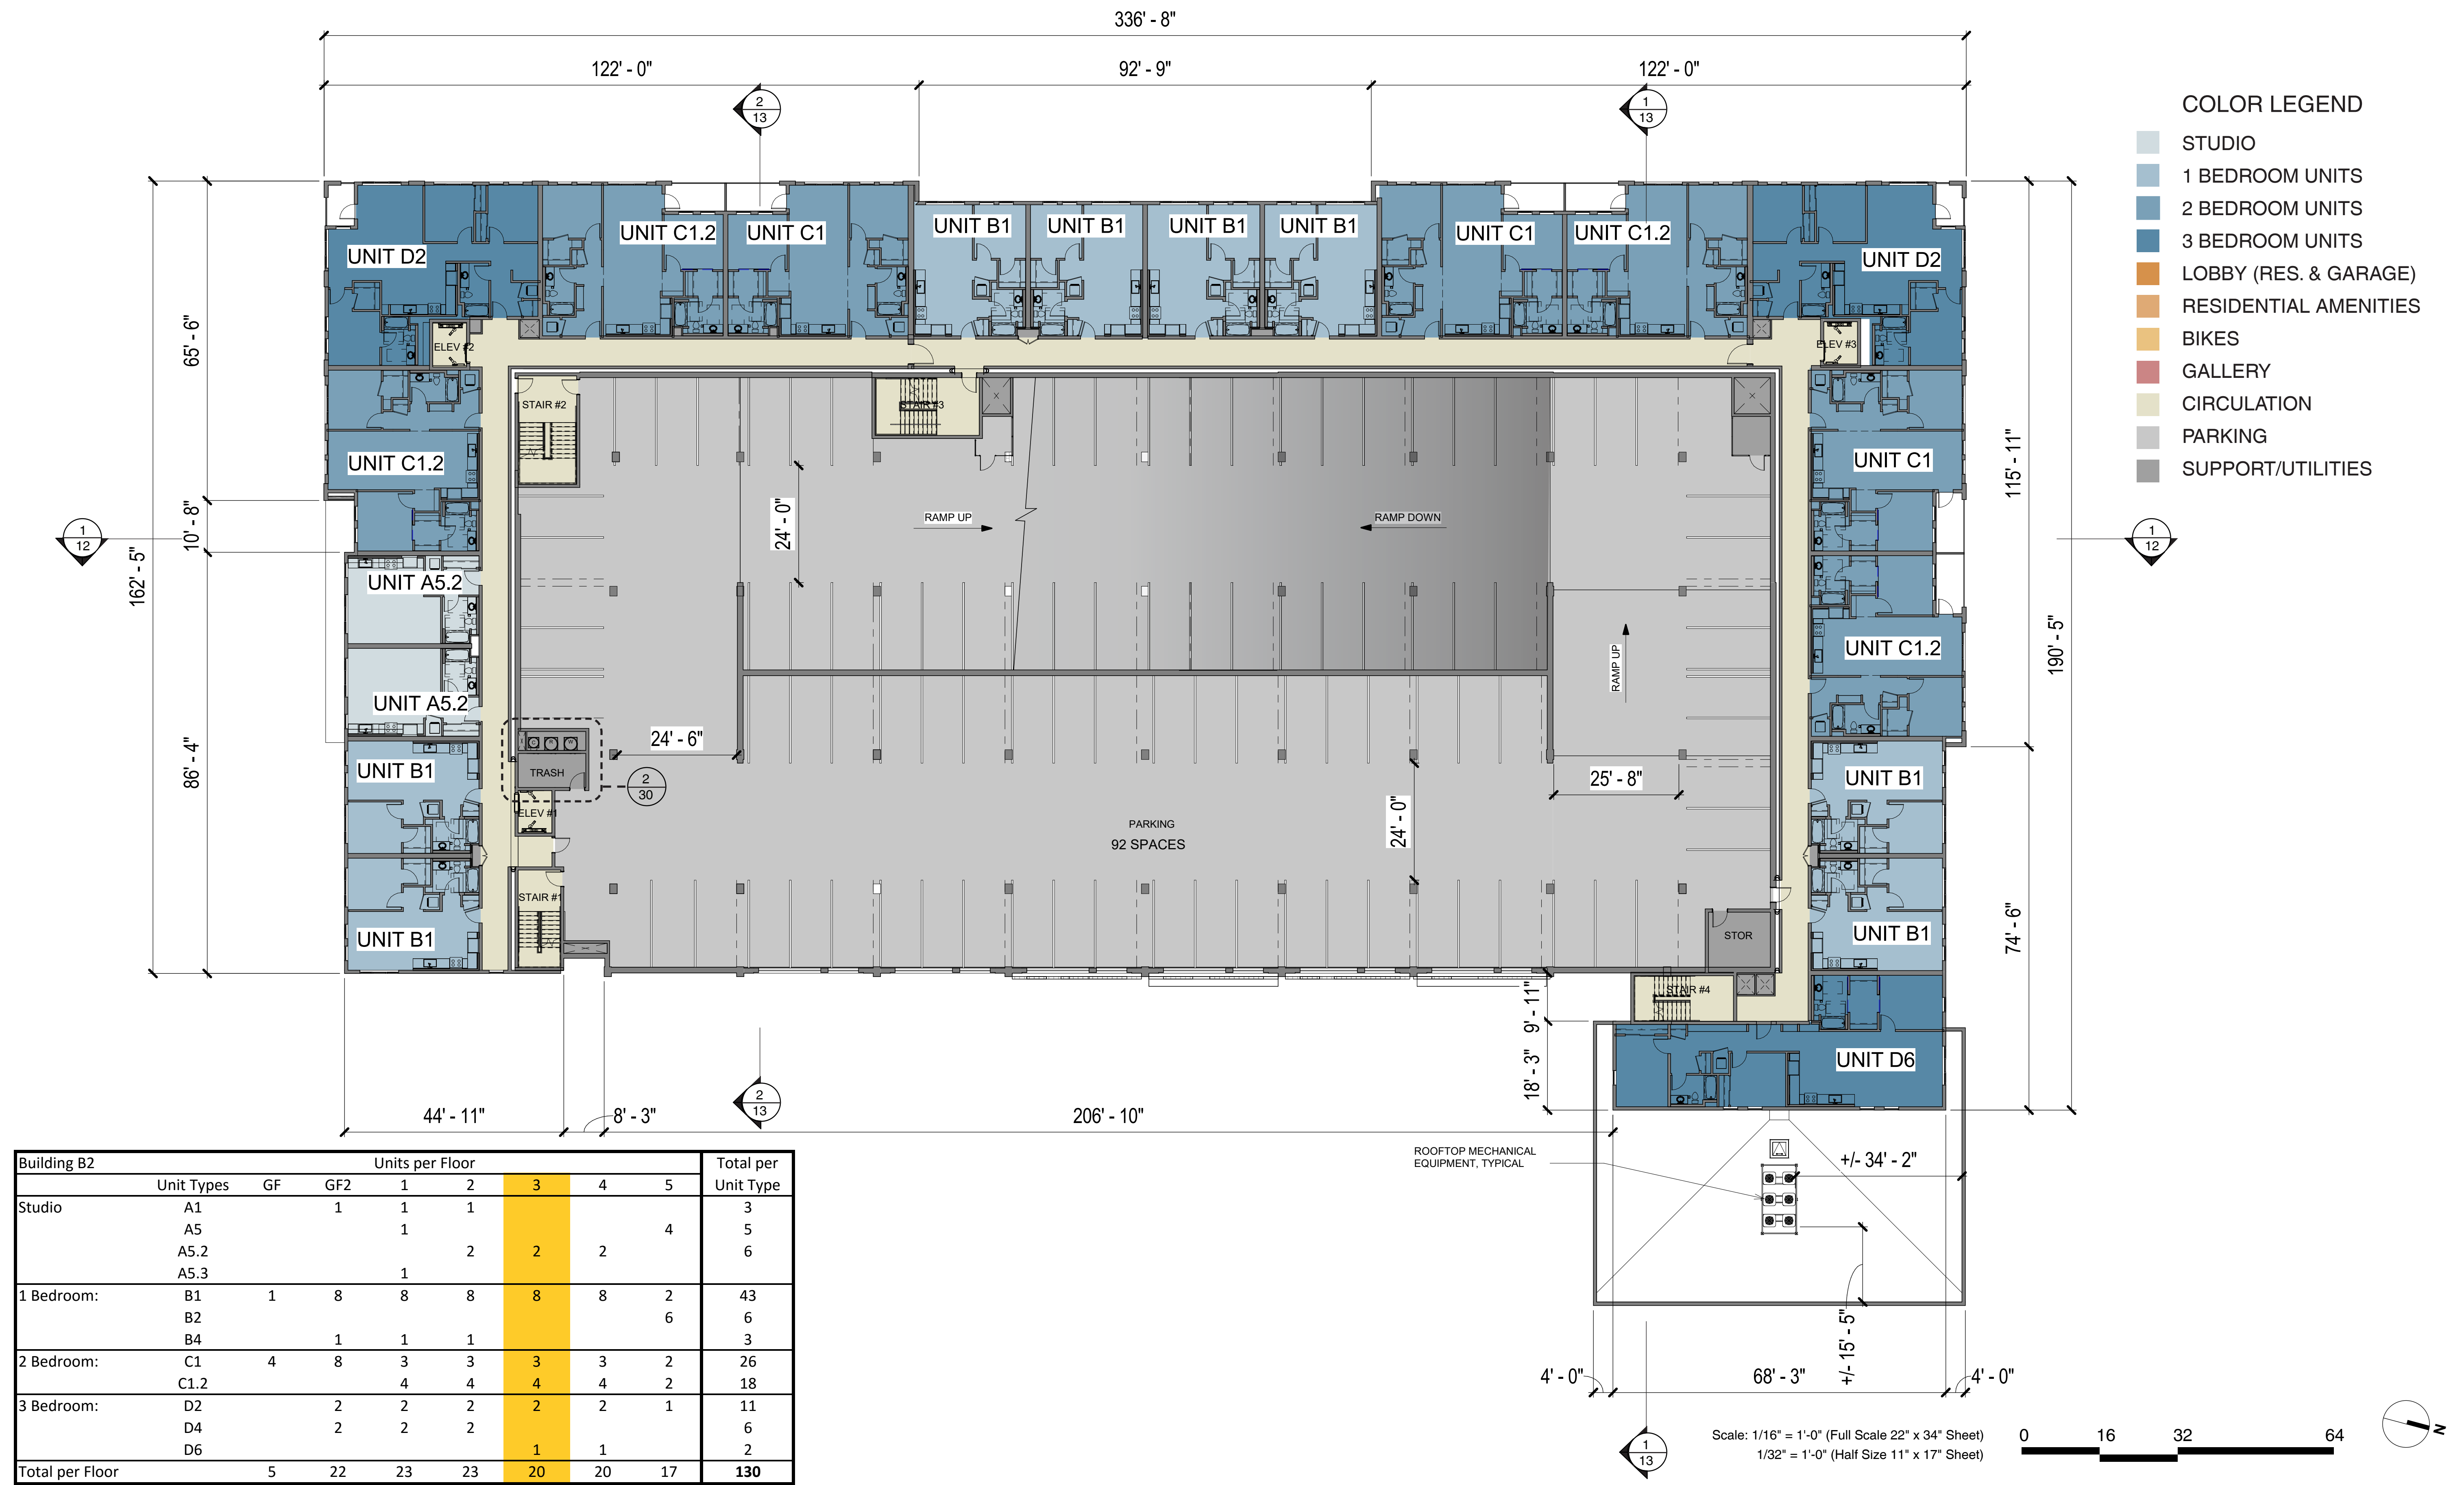 336' - 8"
122' - 0"
92' - 9"
122' - 0"
2
13
1
13
COLOR LEGEND
STUDIO
1 BEDROOM UNITS
2 BEDROOM UNITS
3 BEDROOM UNITS
LOBBY (RES. & GARAGE)
RESIDENTIAL AMENITIES
BIKES
GALLERY
CIRCULATION
PARKING
SUPPORT/UTILITIES
UNIT D2
UNIT C1.2
UNIT C1
UNIT B1
UNIT B1
UNIT B1
UNIT B1
UNIT C1
UNIT C1.2
UNIT D2
65' - 6"
ELEV #2
ELEV #3
STAIR #2
STAIR #3
UNIT C1.2
UNIT C1
115' - 11"
10' - 8"
24' - 0"
RAMP UP
RAMP DOWN
1
12
1
12
162' - 5"
UNIT A5.2
UNIT A5.2
UNIT C1.2
RAMP UP
190' - 5"
86' - 4"
24' - 6"
UNIT B1
TRASH
2
30
25' - 8"
UNIT B1
ELEV #1
24' - 0"
PARKING
92 SPACES
STAIR #1
UNIT B1
STOR
UNIT B1
74' - 6"
STAIR #4
9' - 11"
18' - 3"
UNIT D6
44' - 11"
8' - 3"
2
13
206' - 10"
ROOFTOP MECHANICAL
EQUIPMENT, TYPICAL
+/- 34' - 2"
+/- 15' - 5"
4' - 0"
68' - 3"
4' - 0"
1
13
Building B2 Units per Floor Total per
Unit Types GF GF2 1 2 3 4 5 Unit Type
Studio A1 1 1 1 3
A5 1 4 5
A5.2 2 2 2 6
A5.3 1
1 Bedroom: B1 1 8 8 8 8 8 2 43
B2 6 6
B4 1 1 1 3
2 Bedroom: C1 4 8 3 3 3 3 2 26
C1.2 4 4 4 4 2 18
3 Bedroom: D2 2 2 2 2 2 1 11
D4 2 2 2 6
D6 1 1 2
Total per Floor 5 22 23 23 20 20 17 130
Scale: 1/16" = 1'-0" (Full Scale 22" x 34" Sheet)
1/32" = 1'-0" (Half Size 11" x 17" Sheet)
0 16 32 64
N